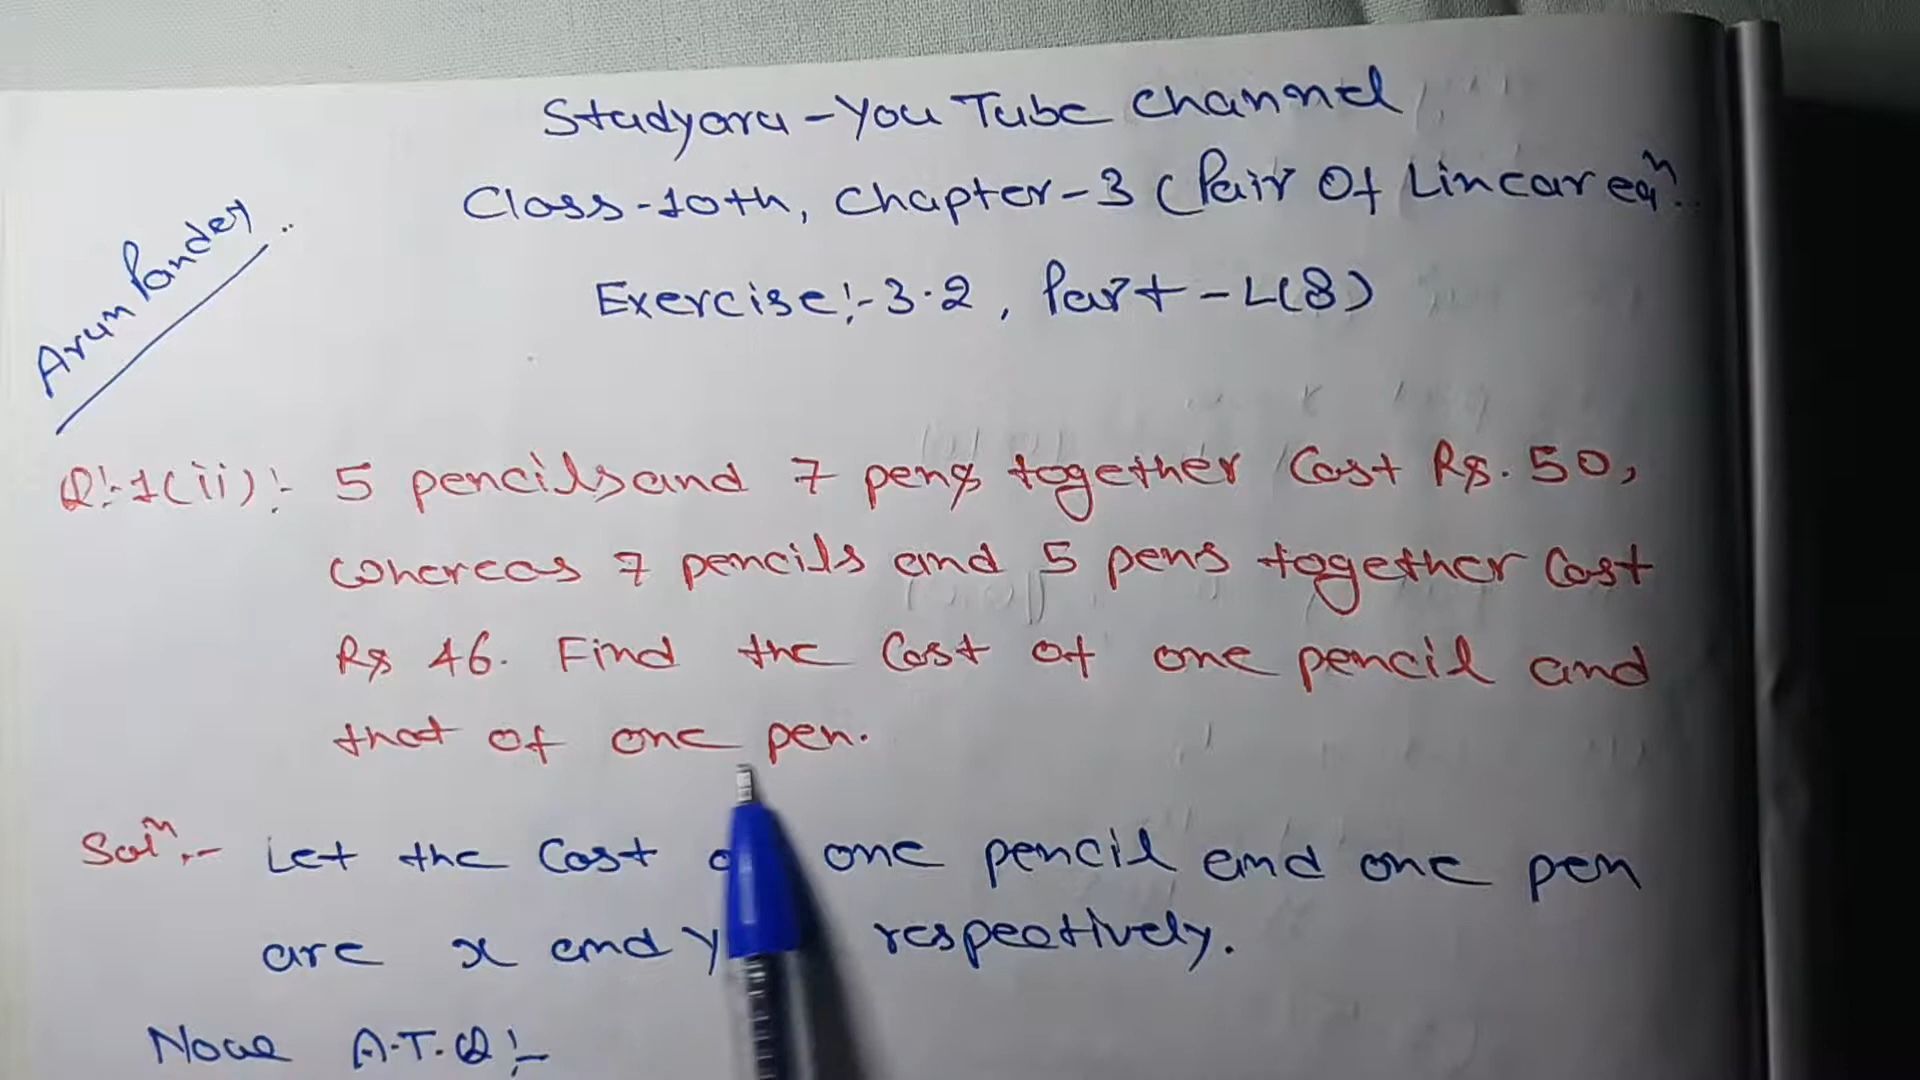 Studyara - You Tube Channel
Class-10th, Chapter-3 (Pair Of Linear eqⁿ.
Arun Pandey..
Exercise:-3.2, Part-L(8)
Q:-1(ii):- 5 pencils and 7 pens together Cost Rs. 50,
whereas 7 pencils and 5 pens together Cost
Rs 46. Find the Cost of one pencil and
that of one pen.
Solⁿ.- Let the Cost one pencil and one pen
are x and y respectively.
Now A.T.Q:-